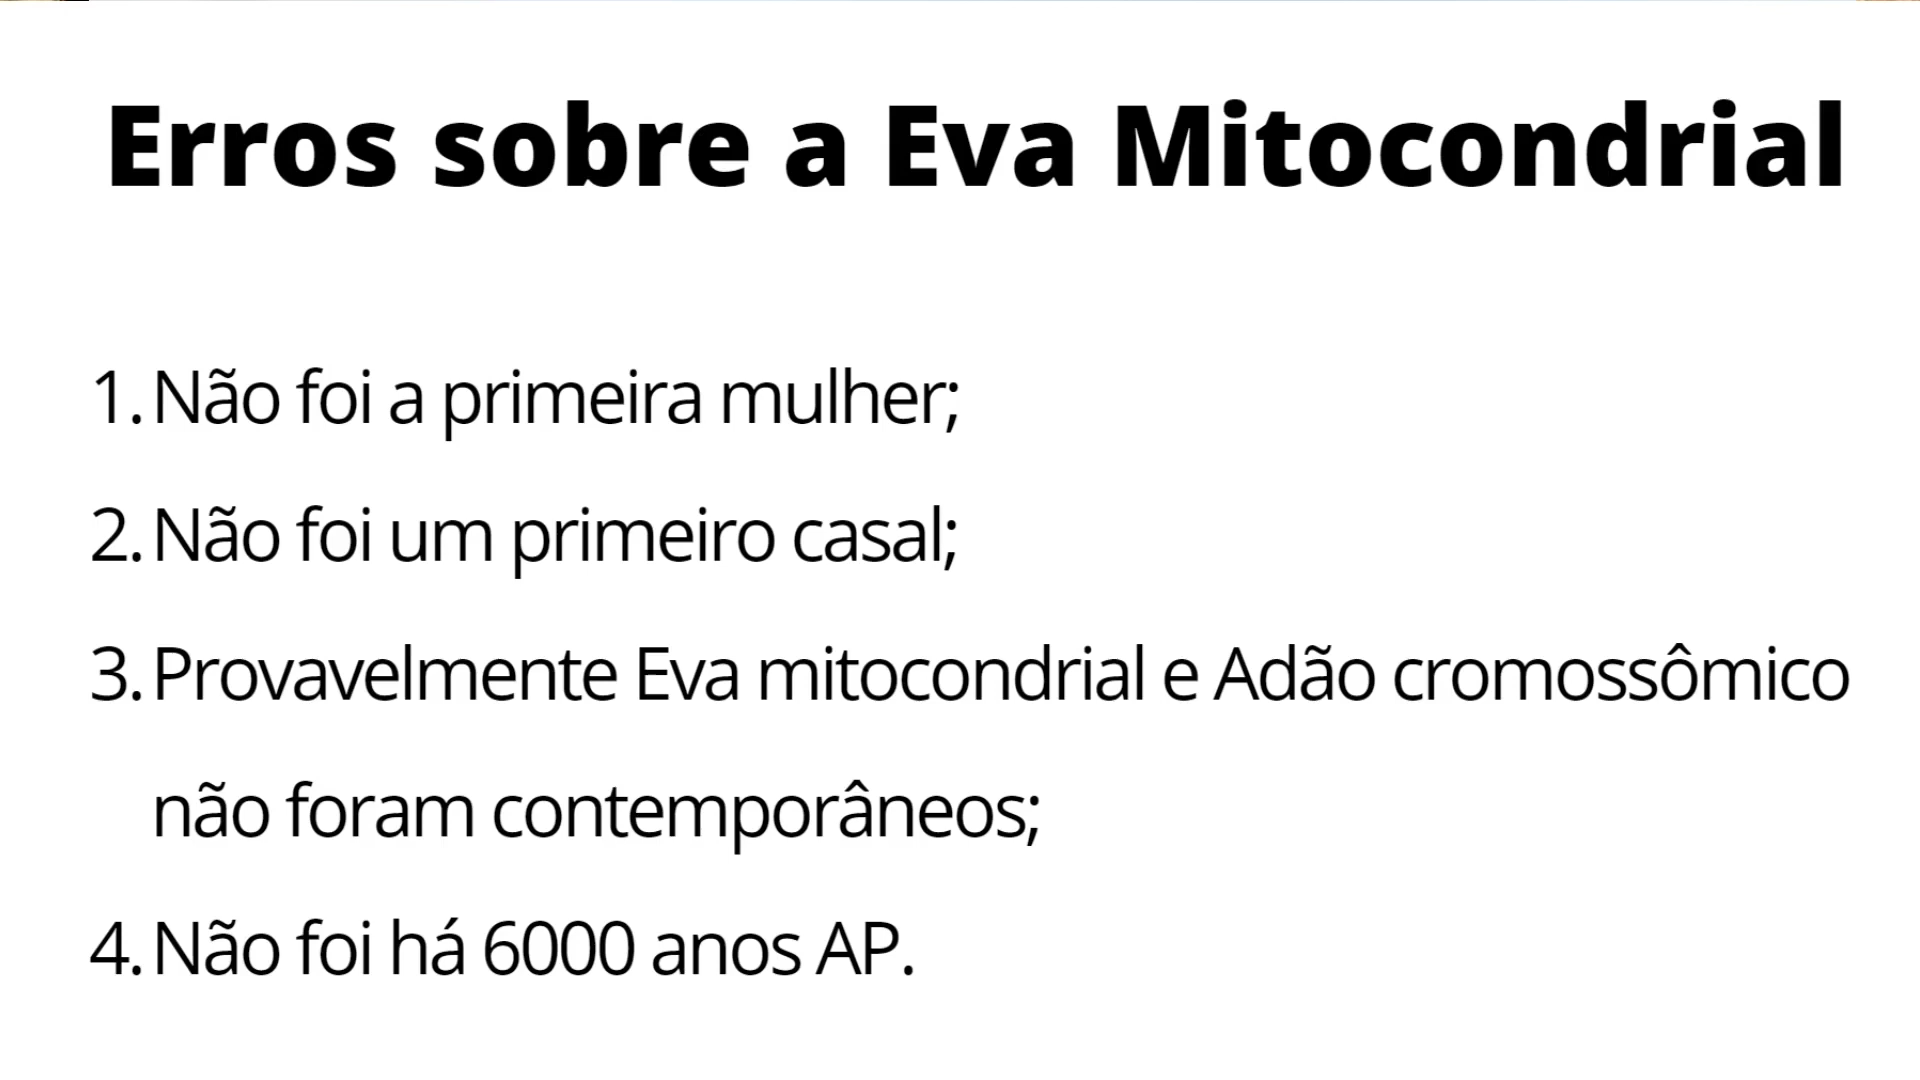 Erros sobre a Eva Mitocondrial
1. Não foi a primeira mulher;
2. Não foi um primeiro casal;
3. Provavelmente Eva mitocondrial e Adão cromossômico
não foram contemporâneos;
4. Não foi há 6000 anos AP.